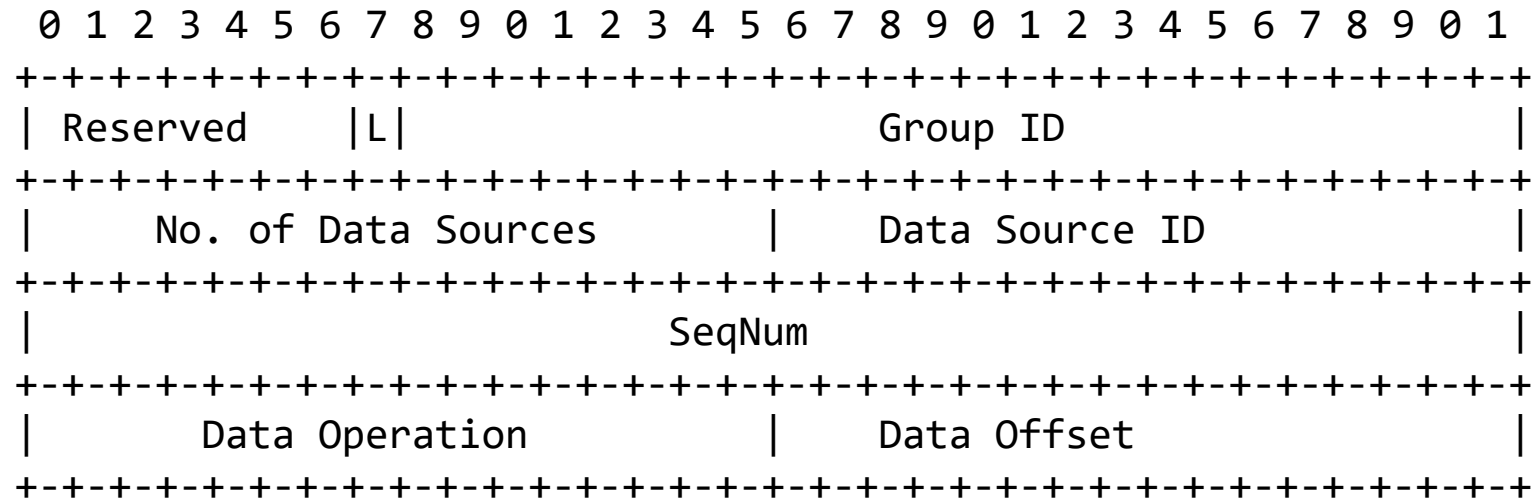 0 1 2 3 4 5 6 7 8 9 0 1 2 3 4 5 6 7 8 9 0 1 2 3 4 5 6 7 8 9 0 1
+-+-+-+-+-+-+-+-+-+-+-+-+-+-+-+-+-+-+-+-+-+-+-+-+-+-+-+-+-+-+-+-+
| Reserved    |L|                    Group ID                   |
+-+-+-+-+-+-+-+-+-+-+-+-+-+-+-+-+-+-+-+-+-+-+-+-+-+-+-+-+-+-+-+-+
|     No. of Data Sources       |    Data Source ID             |
+-+-+-+-+-+-+-+-+-+-+-+-+-+-+-+-+-+-+-+-+-+-+-+-+-+-+-+-+-+-+-+-+
|                           SeqNum                              |
+-+-+-+-+-+-+-+-+-+-+-+-+-+-+-+-+-+-+-+-+-+-+-+-+-+-+-+-+-+-+-+-+
|       Data Operation          |    Data Offset                |
+-+-+-+-+-+-+-+-+-+-+-+-+-+-+-+-+-+-+-+-+-+-+-+-+-+-+-+-+-+-+-+-+